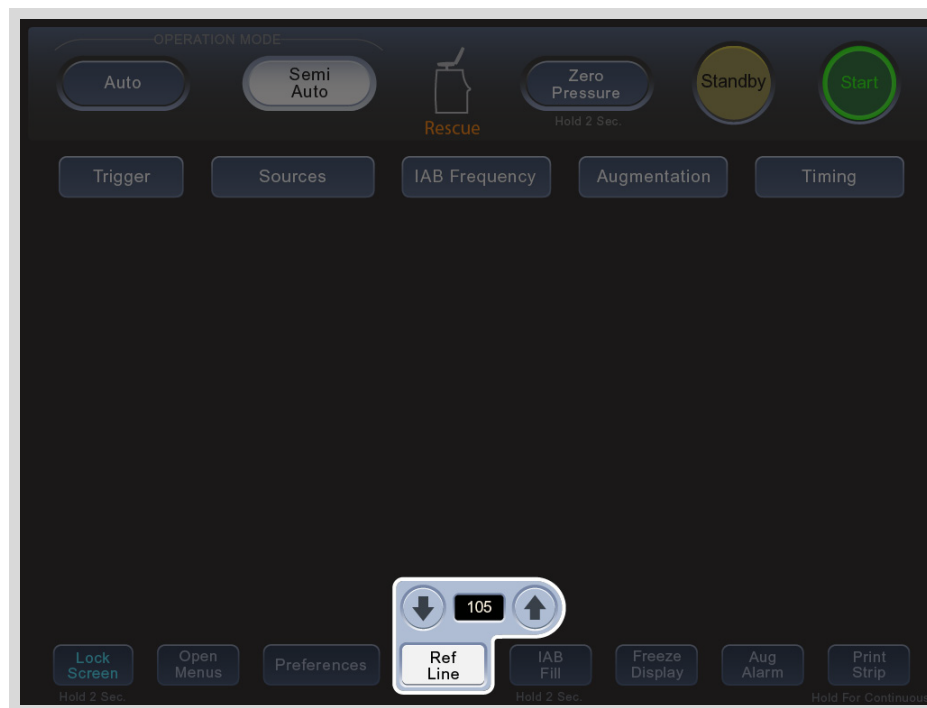 OPERATION MODE
Auto
Semi
Auto
Rescue
Zero
Pressure
Hold 2 Sec.
Standby
Start
Trigger
Sources
IAB Frequency
Augmentation
Timing
105
Lock
Screen
Hold 2 Sec.
Open
Menus
Preferences
Ref
Line
IAB
Fill
Hold 2 Sec.
Freeze
Display
Aug
Alarm
Print
Strip
Hold For Continuous